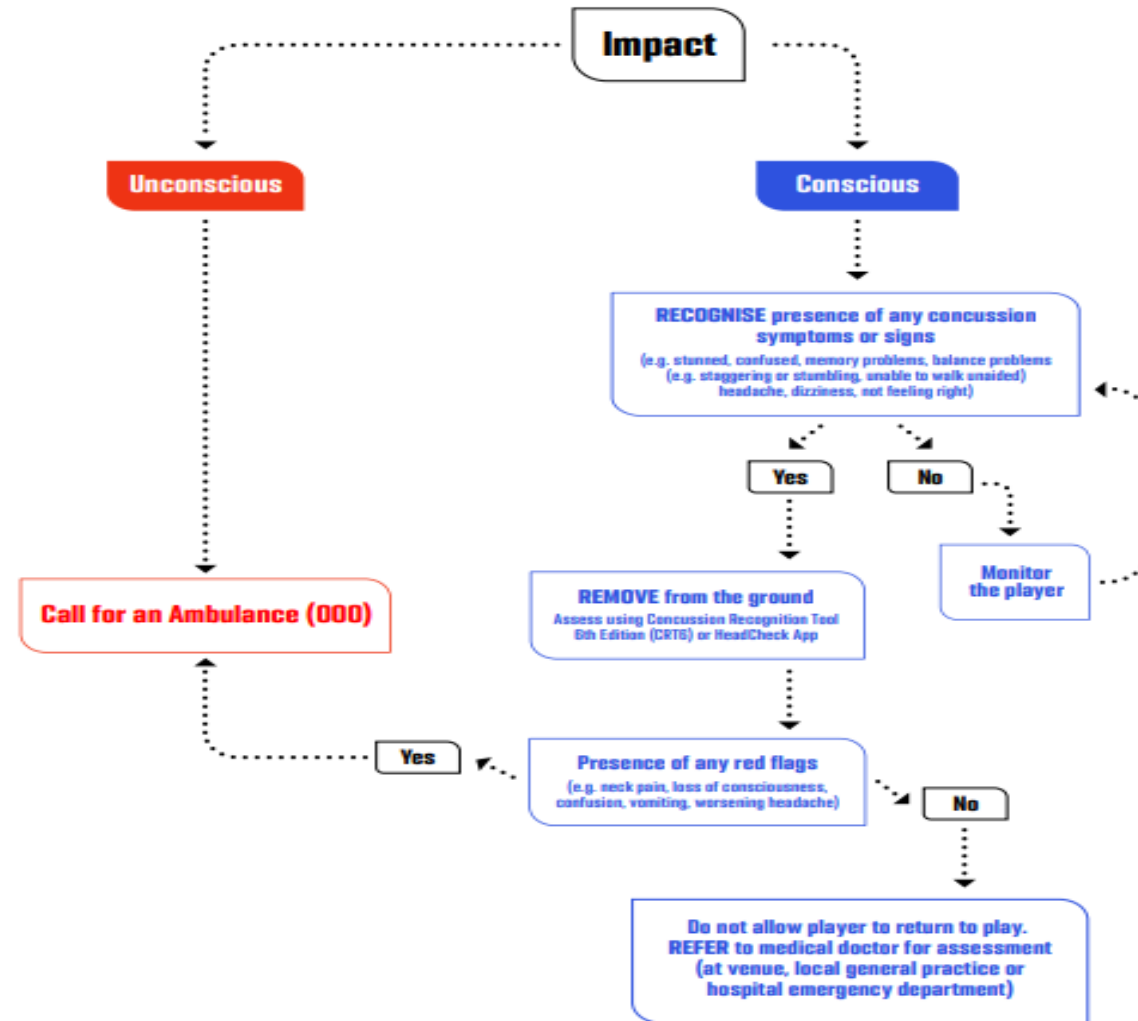 Impact
Unconscious
Conscious
RECOGNISE presence of any concussion
symptoms or signs
(e.g. stunned, confused, memory problems, balance problems
(e.g. staggering or stumbling, unable to walk unaided)
headache, dizziness, not feeling right)
Yes
No
Monitor
the player
REMOVE from the ground
Assess using Concussion Recognition Tool
6th Edition (CRT6) or HeadCheck App
Call for an Ambulance (000)
Presence of any red flags
(e.g. neck pain, loss of consciousness,
confusion, vomiting, worsening headache)
Yes
No
Do not allow player to return to play.
REFER to medical doctor for assessment
(at venue, local general practice or
hospital emergency department)